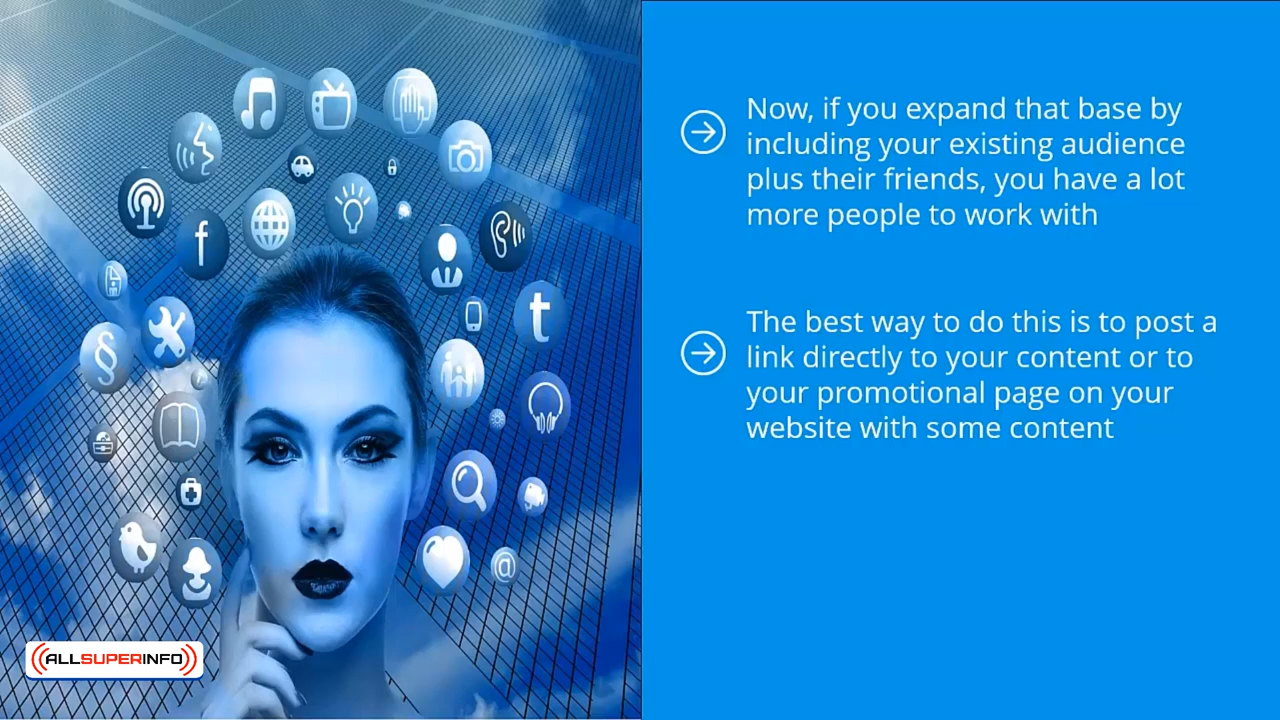 Now, if you expand that base by
including your existing audience
plus their friends, you have a lot
more people to work with
The best way to do this is to post a
link directly to your content or to
your promotional page on your
website with some content
f
t
§
@
((ALLSUPERINFO))